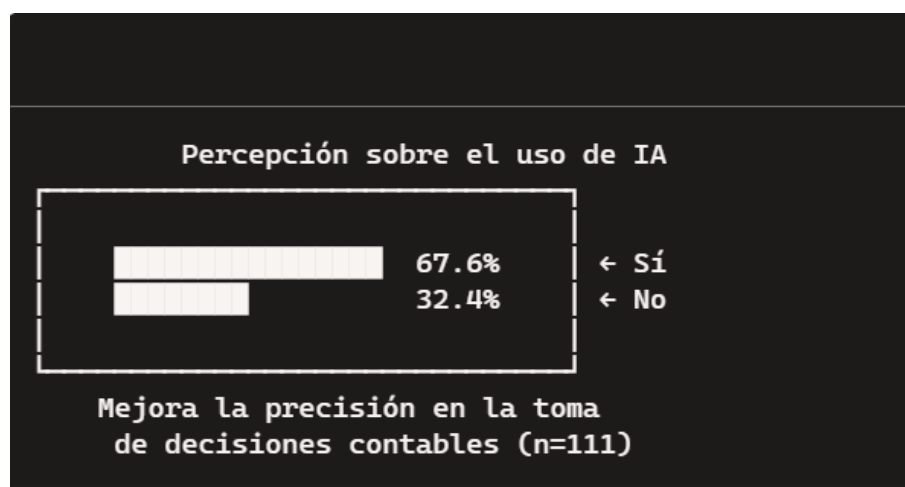 Percepción sobre el uso de IA
67.6% ← Sí
32.4% ← No
Mejora la precisión en la toma
de decisiones contables (n=111)